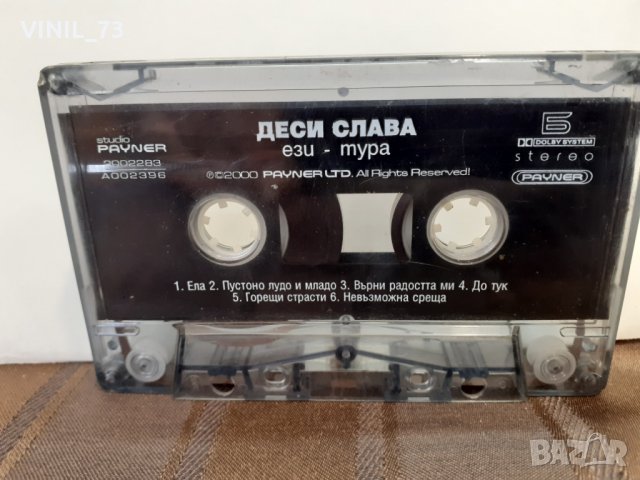 VINIL_73
ДЕСИ СЛАВА
ези - тура
studio
PAYNER
2002283
A002396
℗©2000 PAYNER LTD. All Rights Reserved!
Б
DOLBY SYSTEM
stereo
PAYNER
1. Ела 2. Пустоно лудо и младо 3. Върни радостта ми 4. До тук
5. Горещи страсти 6. Невъзможна среща
BAZAR